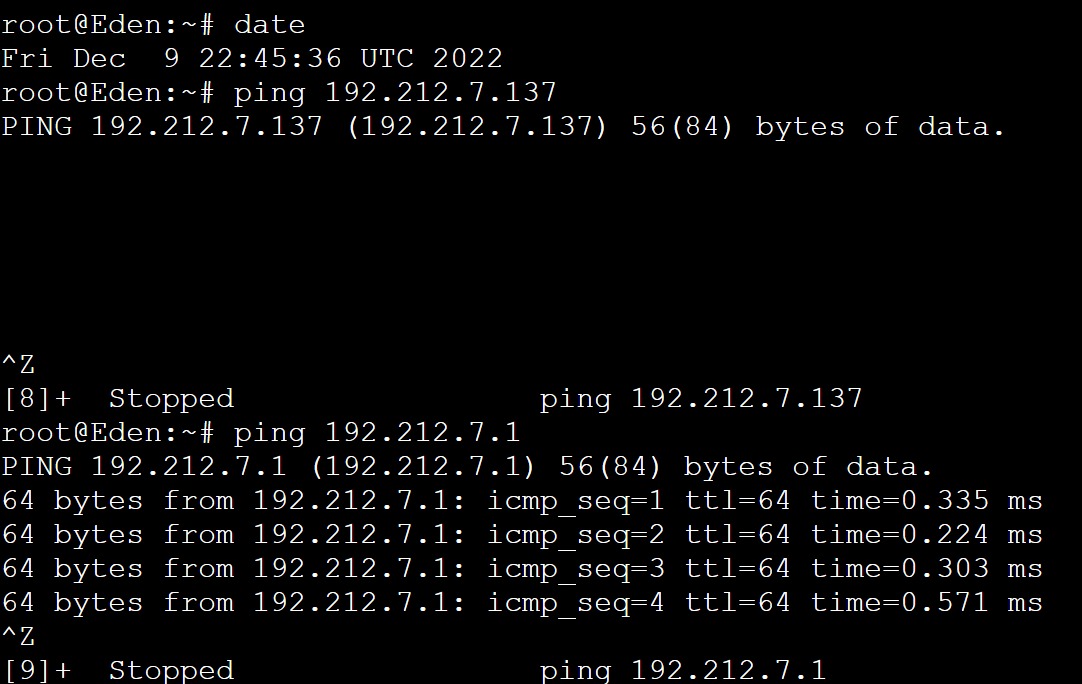 root@Eden:~# date
Fri Dec  9 22:45:36 UTC 2022
root@Eden:~# ping 192.212.7.137
PING 192.212.7.137 (192.212.7.137) 56(84) bytes of data.
^Z
[8]+  Stopped                 ping 192.212.7.137
root@Eden:~# ping 192.212.7.1
PING 192.212.7.1 (192.212.7.1) 56(84) bytes of data.
64 bytes from 192.212.7.1: icmp_seq=1 ttl=64 time=0.335 ms
64 bytes from 192.212.7.1: icmp_seq=2 ttl=64 time=0.224 ms
64 bytes from 192.212.7.1: icmp_seq=3 ttl=64 time=0.303 ms
64 bytes from 192.212.7.1: icmp_seq=4 ttl=64 time=0.571 ms
^Z
[9]+  Stopped                 ping 192.212.7.1